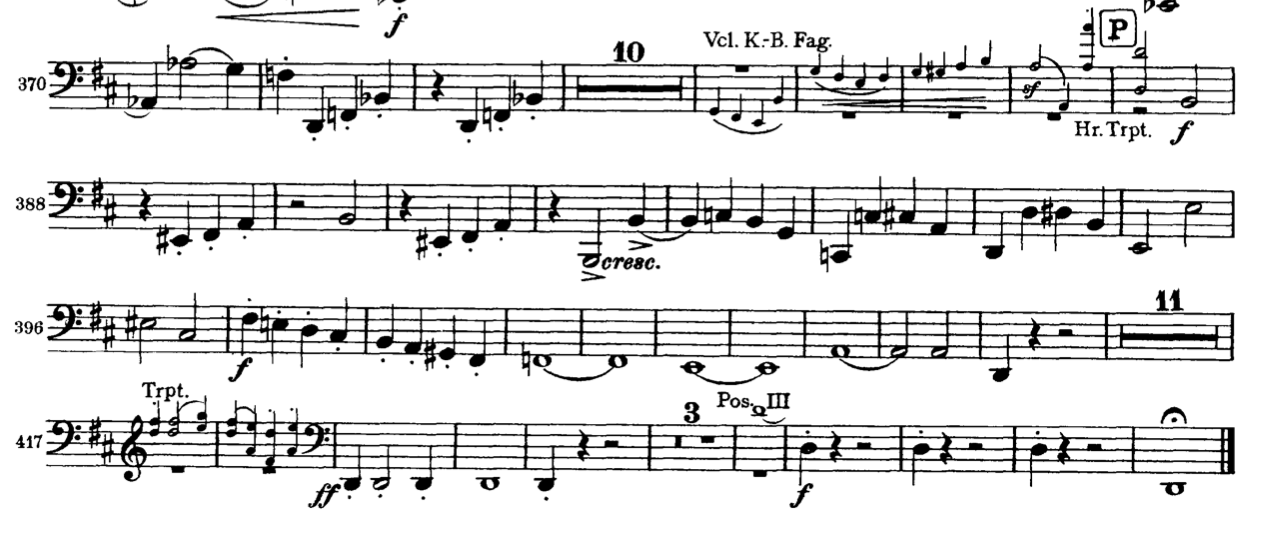 f
10 Vcl. K.-B. Fag. P
370 sf Hr. Trpt. f
388 cresc.
11
396 f
Trpt. 3 Pos. III
417 ff f